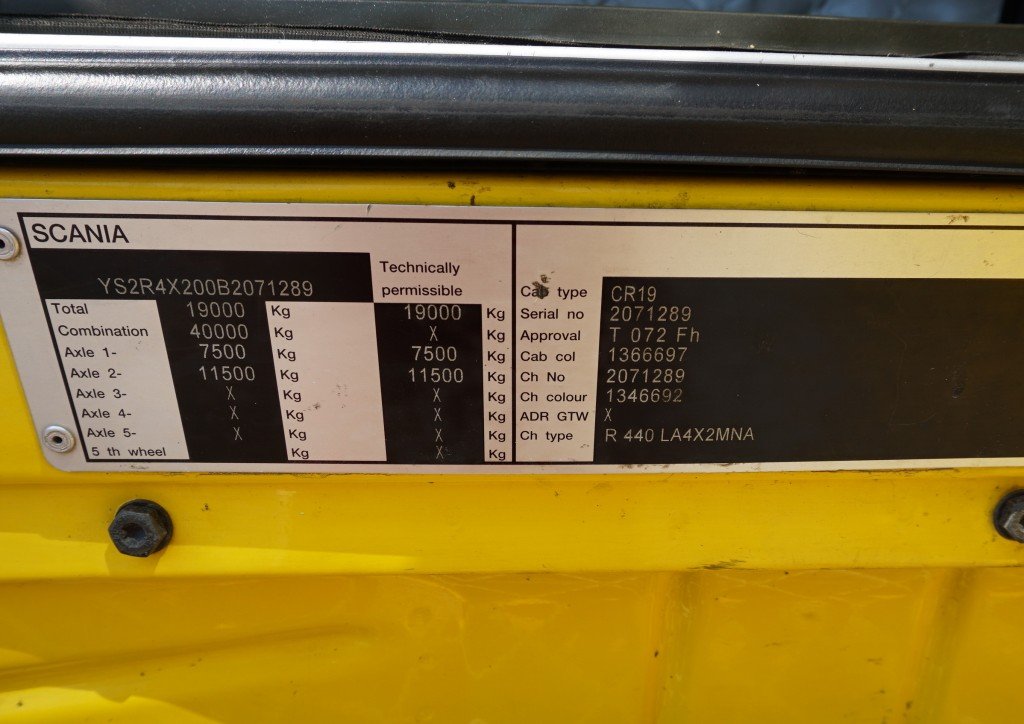 SCANIA
YS2R4X200B2071289
Technically
permissible
Total 19000 Kg 19000 Kg
Combination 40000 Kg X Kg
Axle 1- 7500 Kg 7500 Kg
Axle 2- 11500 Kg 11500 Kg
Axle 3- X Kg X Kg
Axle 4- X Kg X Kg
Axle 5- X Kg X Kg
5 th wheel Kg X Kg
Cab type CR19
Serial no 2071289
Approval T 072 Fh
Cab col 1366697
Ch No 2071289
Ch colour 1346692
ADR GTW X
Ch type R 440 LA4X2MNA